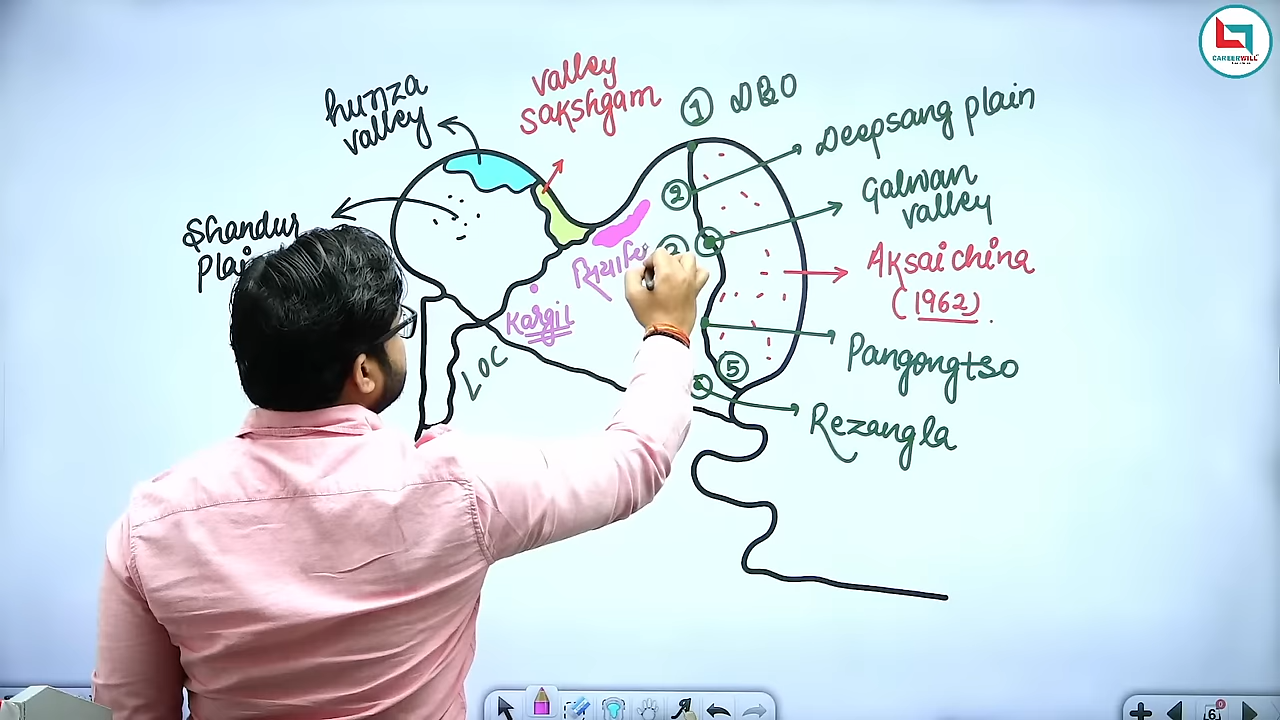 CAREERWILL
hunza
valley
valley
sakshgam
① DBO
Deepsang plain
②
Galwan
valley
Shandur
Aksai china
(1962).
Kargil
LOC
⑤
Pangongtso
Rezangla